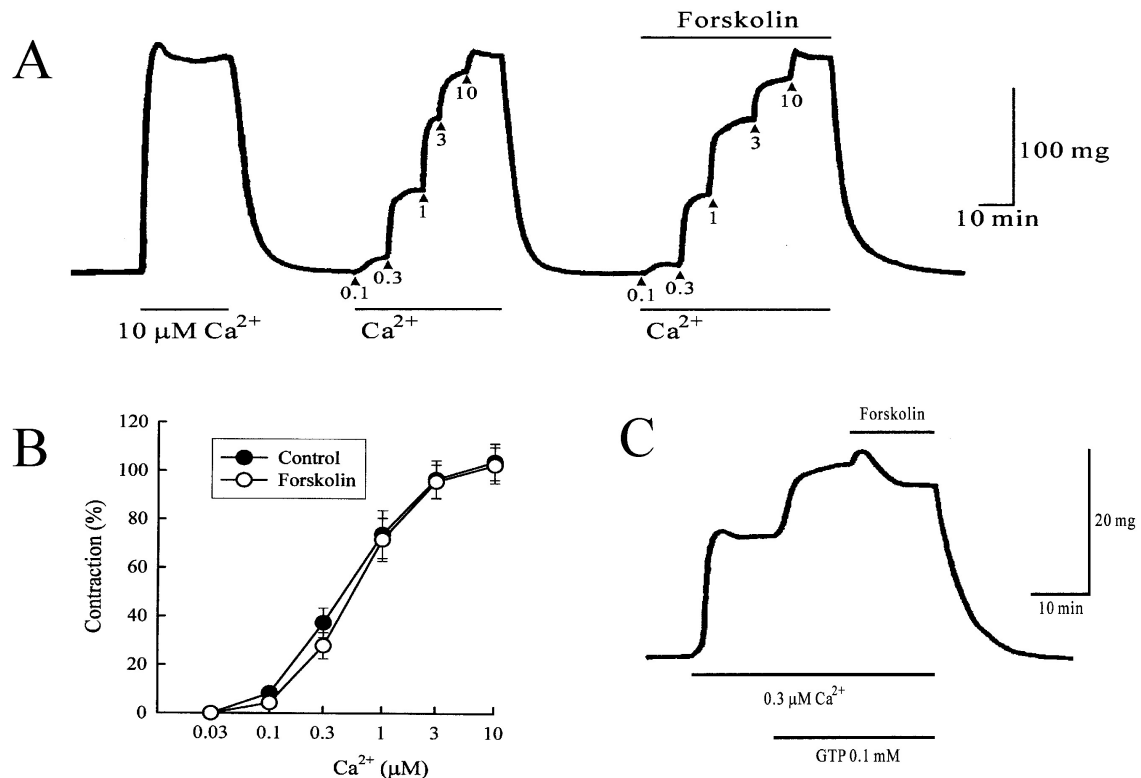 A
Forskolin
0.1
0.3
1
3
10
0.1
0.3
1
3
10
100 mg
10 min
10 µM Ca²⁺
Ca²⁺
Ca²⁺
B
Contraction (%)
120
100
80
60
40
20
0
Control
Forskolin
0.03
0.1
0.3
1
3
10
Ca²⁺ (µM)
C
Forskolin
20 mg
10 min
0.3 µM Ca²⁺
GTP 0.1 mM